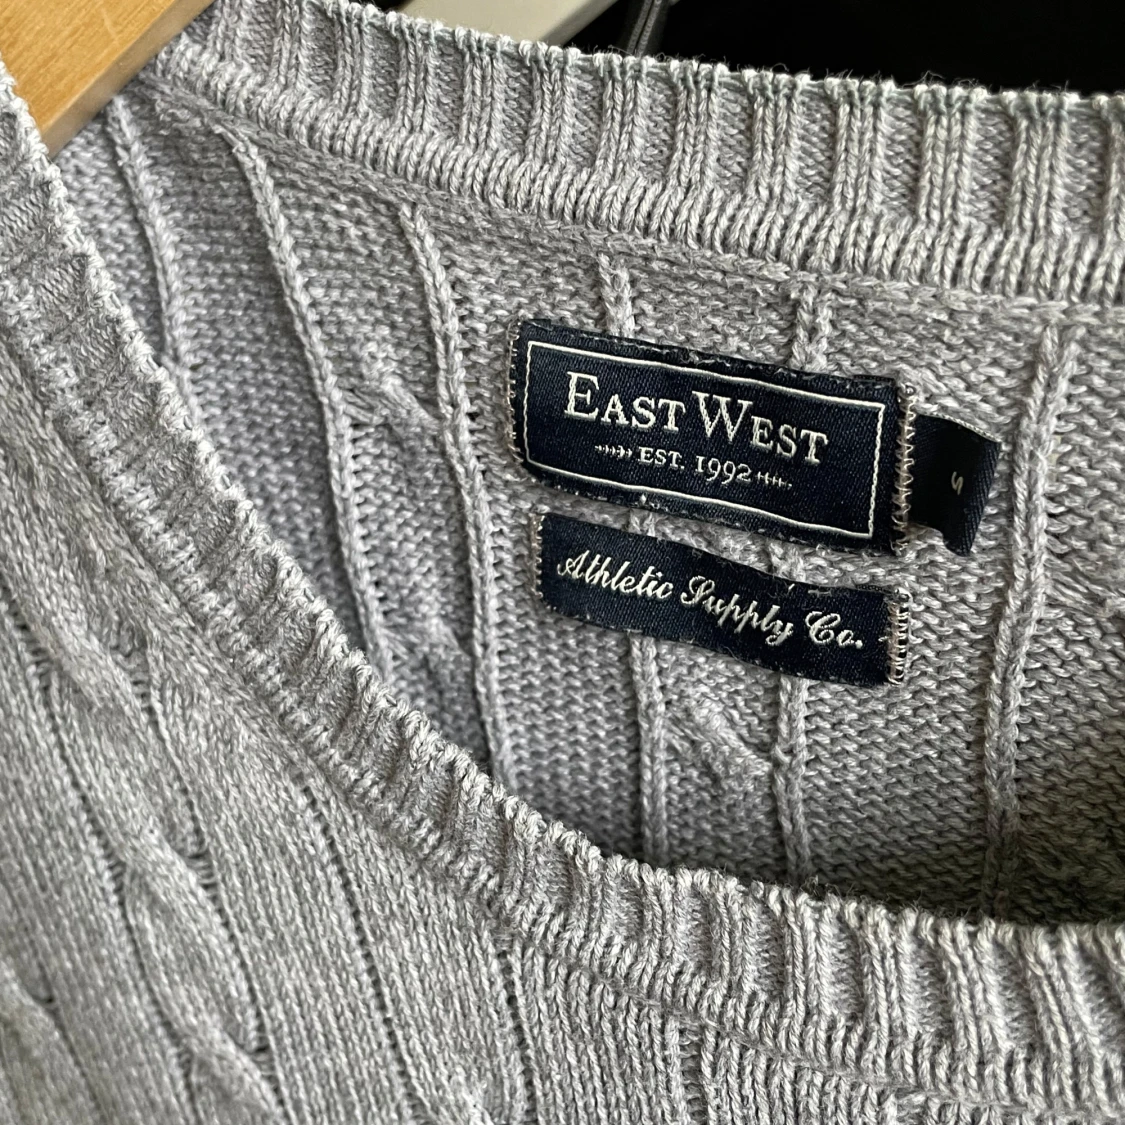 EAST WEST
EST. 1992
S
Athletic Supply Co.